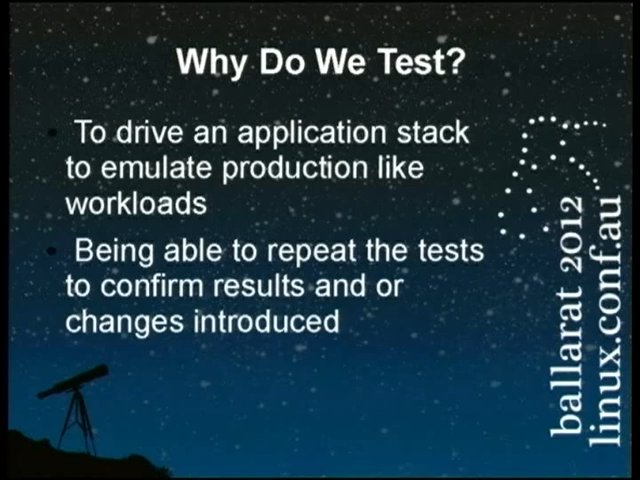 Why Do We Test?
To drive an application stack
to emulate production like
workloads
Being able to repeat the tests
to confirm results and or
changes introduced
ballarat 2012
linux.conf.au